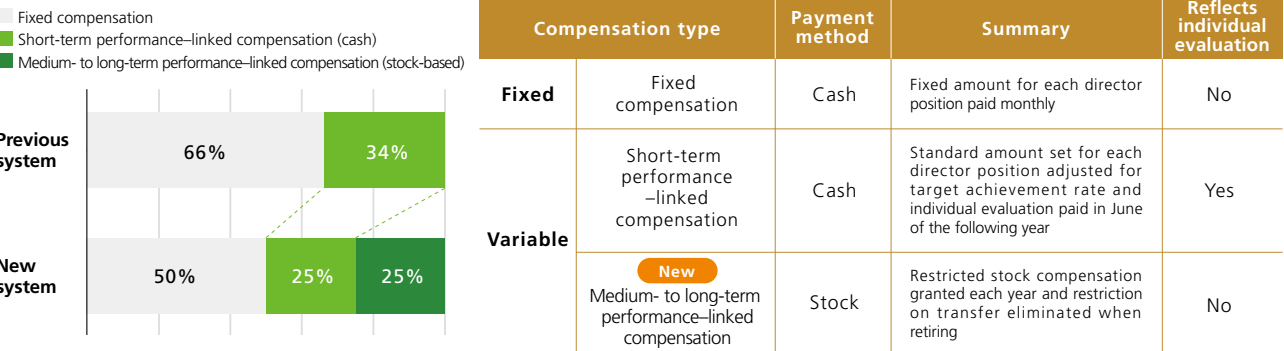 Fixed compensation
Short-term performance–linked compensation (cash)
Medium- to long-term performance–linked compensation (stock-based)
Previous
system
66%
34%
New
system
50%
25%
25%
Compensation type
Payment
method
Summary
Reflects
individual
evaluation
Fixed
Fixed
compensation
Cash
Fixed amount for each director
position paid monthly
No
Variable
Short-term
performance
–linked
compensation
Cash
Standard amount set for each
director position adjusted for
target achievement rate and
individual evaluation paid in June
of the following year
Yes
New
Medium- to long-term
performance–linked
compensation
Stock
Restricted stock compensation
granted each year and restriction
on transfer eliminated when
retiring
No